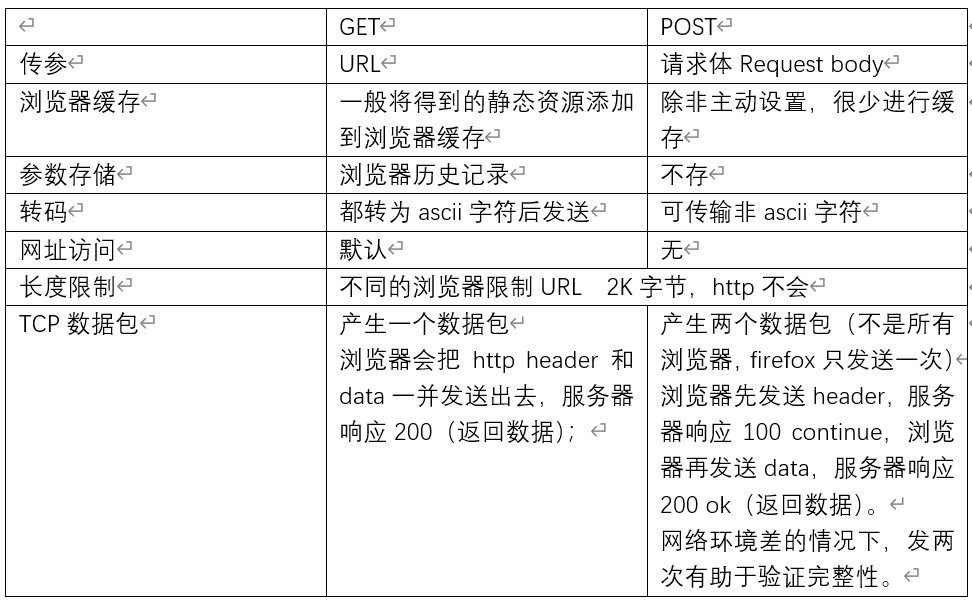 GET POST
传参 URL 请求体 Request body
浏览器缓存 一般将得到的静态资源添加 除非主动设置，很少进行缓
到浏览器缓存 存
参数存储 浏览器历史记录 不存
转码 都转为 ascii 字符后发送 可传输非 ascii 字符
网址访问 默认 无
长度限制 不同的浏览器限制 URL 2K 字节，http 不会
TCP 数据包 产生一个数据包 产生两个数据包（不是所有
浏览器会把 http header 和 浏览器，firefox 只发送一次）
data 一并发送出去，服务器 浏览器先发送 header，服务
响应 200（返回数据）； 器响应 100 continue，浏览
器再发送 data，服务器响应
200 ok（返回数据）。
网络环境差的情况下，发两
次有助于验证完整性。